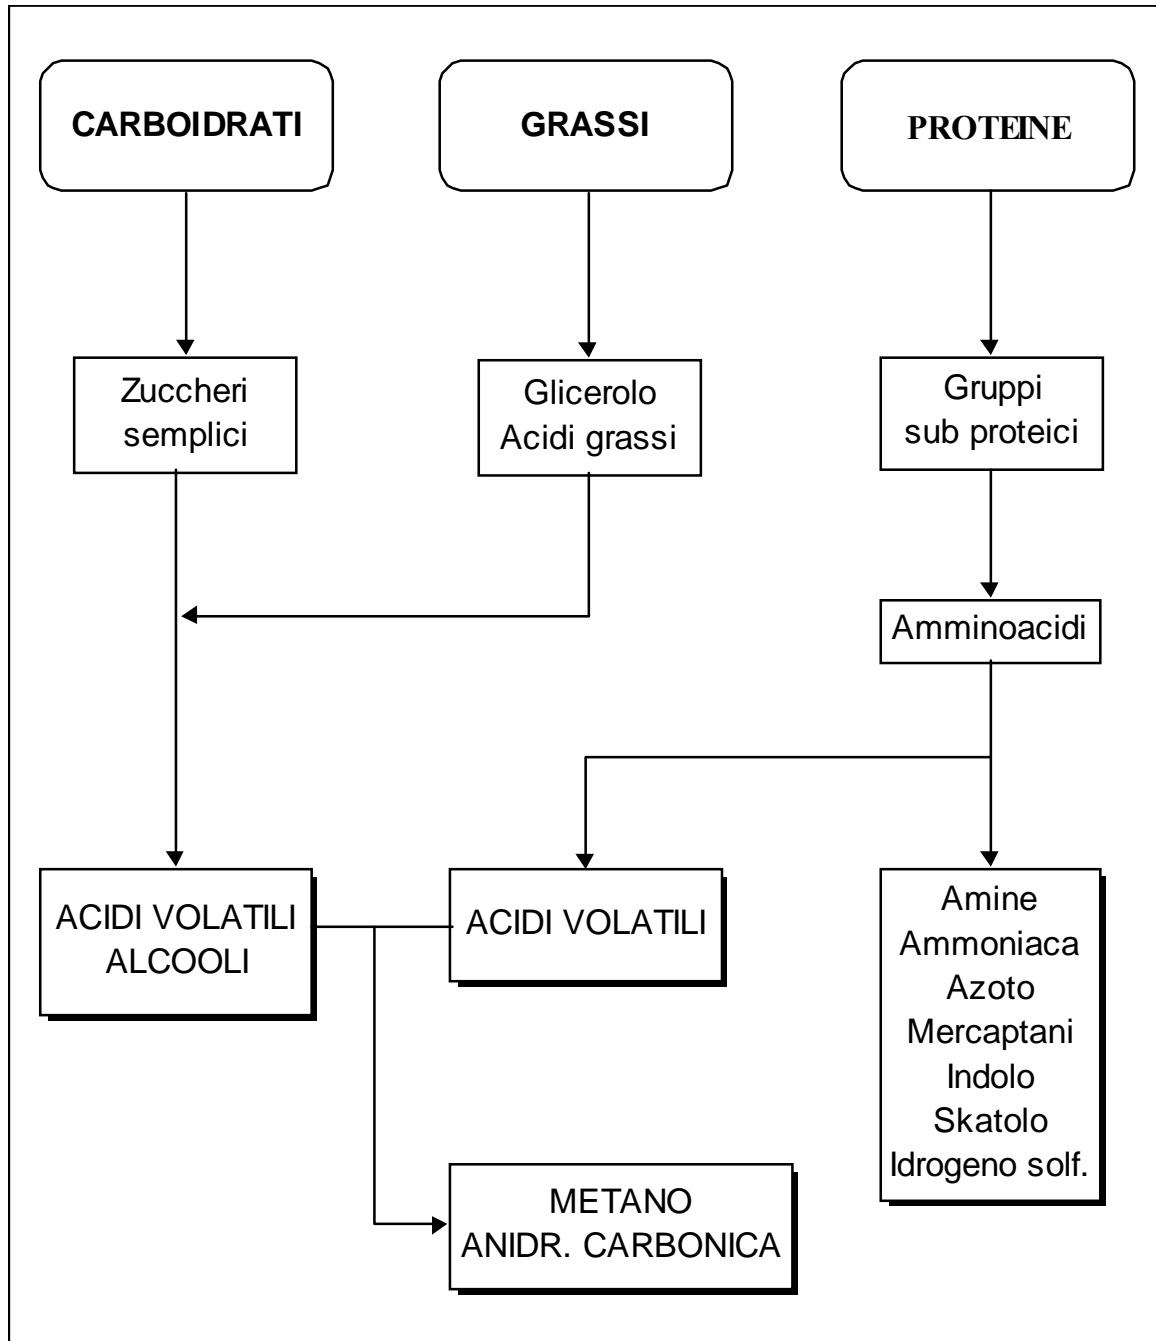 CARBOIDRATI
GRASSI
PROTEINE
Zuccheri
semplici
Glicerolo
Acidi grassi
Gruppi
sub proteici
Amminoacidi
ACIDI VOLATILI
ALCOOLI
ACIDI VOLATILI
Amine
Ammoniaca
Azoto
Mercaptani
Indolo
Skatolo
Idrogeno solf.
METANO
ANIDR. CARBONICA